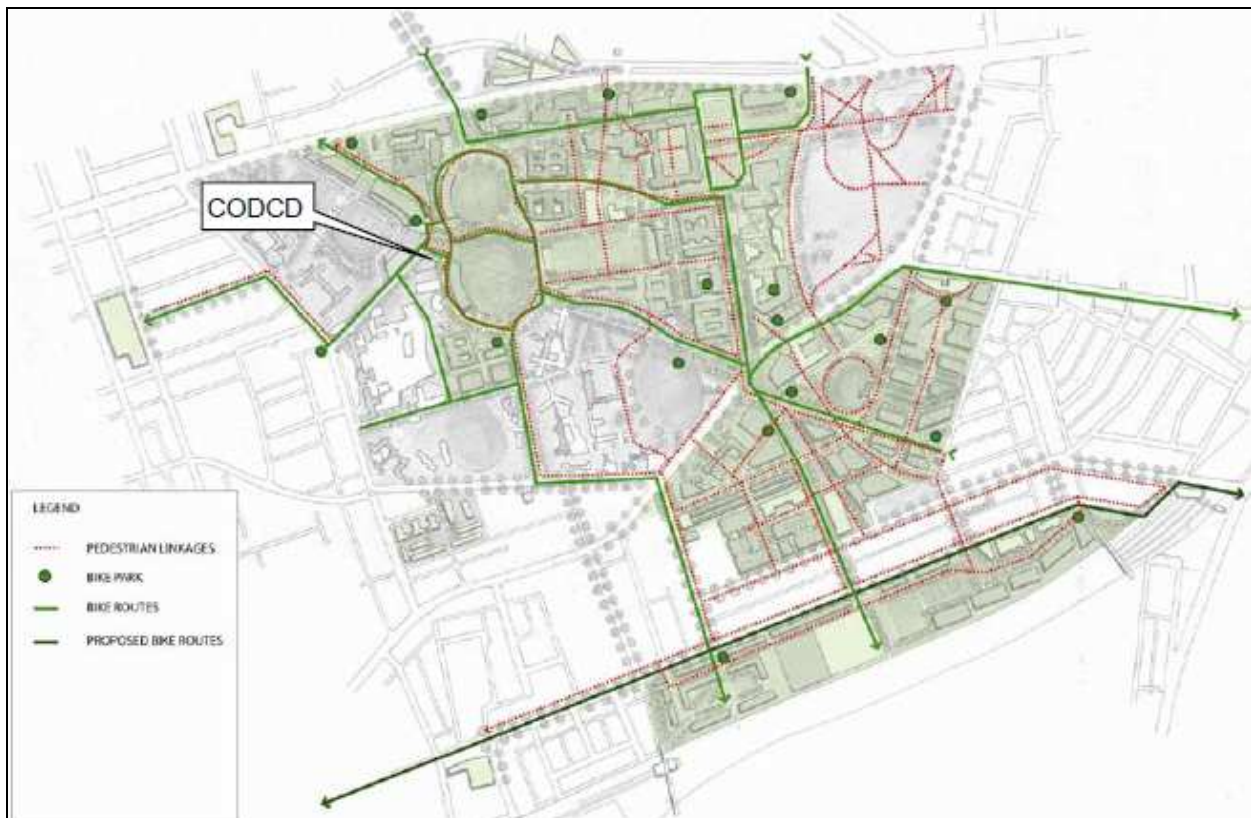 CODCD
LEGEND
PEDESTRIAN LINKAGES
BIKE PARK
BIKE ROUTES
PROPOSED BIKE ROUTES